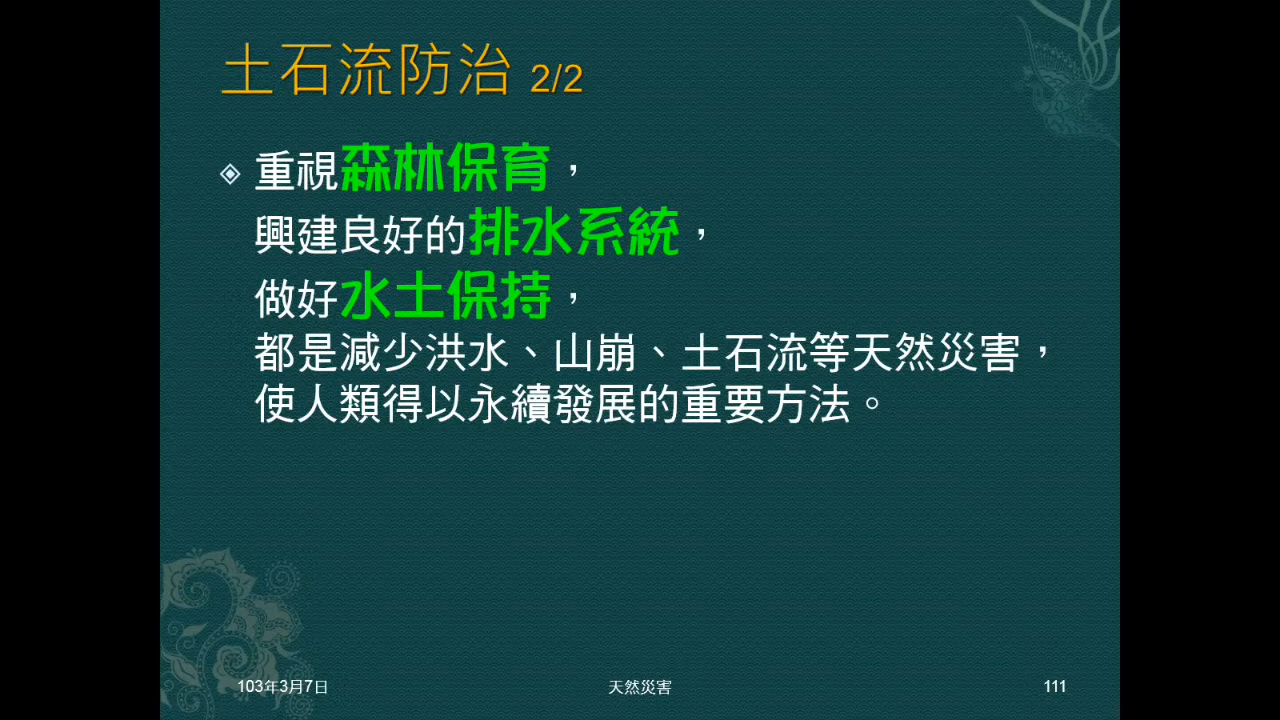 土石流防治 2/2
重視森林保育，
興建良好的排水系統，
做好水土保持，
都是減少洪水、山崩、土石流等天然災害，
使人類得以永續發展的重要方法。
103年3月7日
天然災害
111